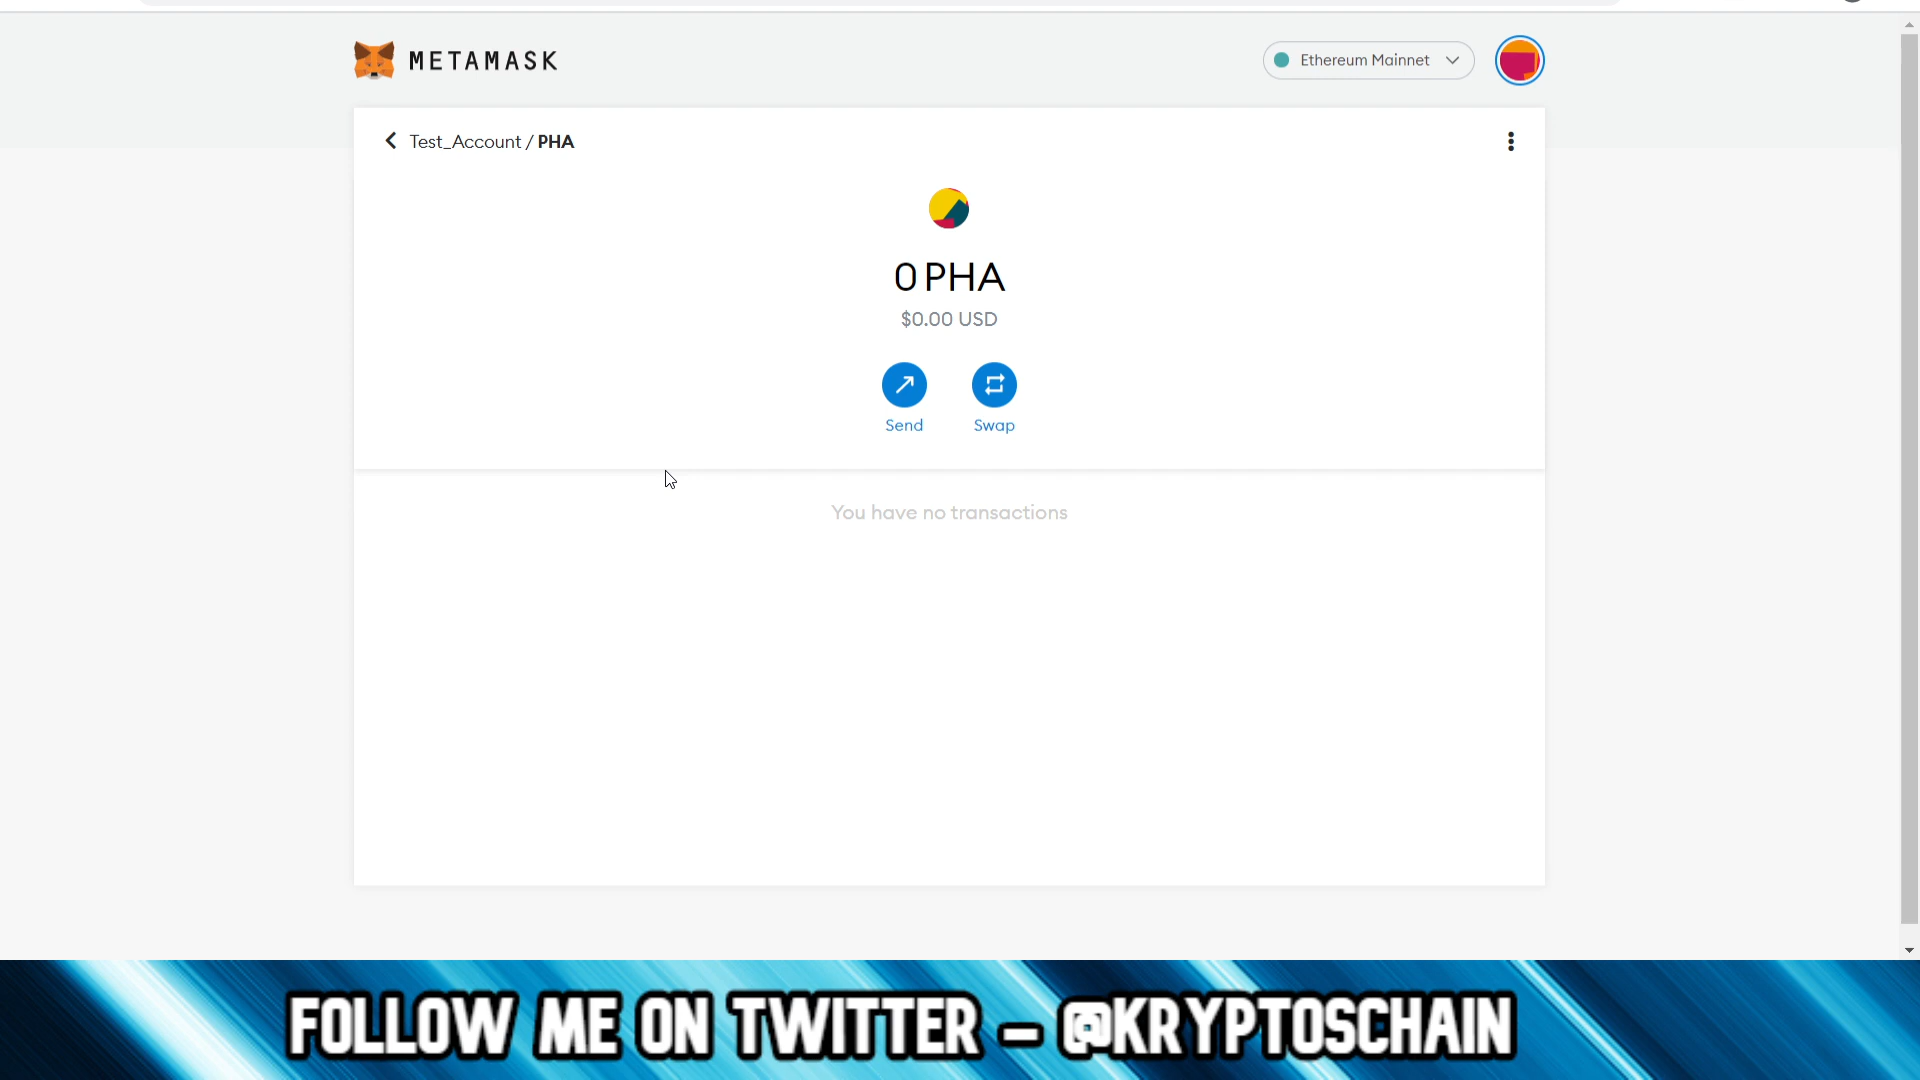 METAMASK
Ethereum Mainnet
Test_Account / PHA
0 PHA
$0.00 USD
Send
Swap
You have no transactions
FOLLOW ME ON TWITTER – @KRYPTOSCHAIN